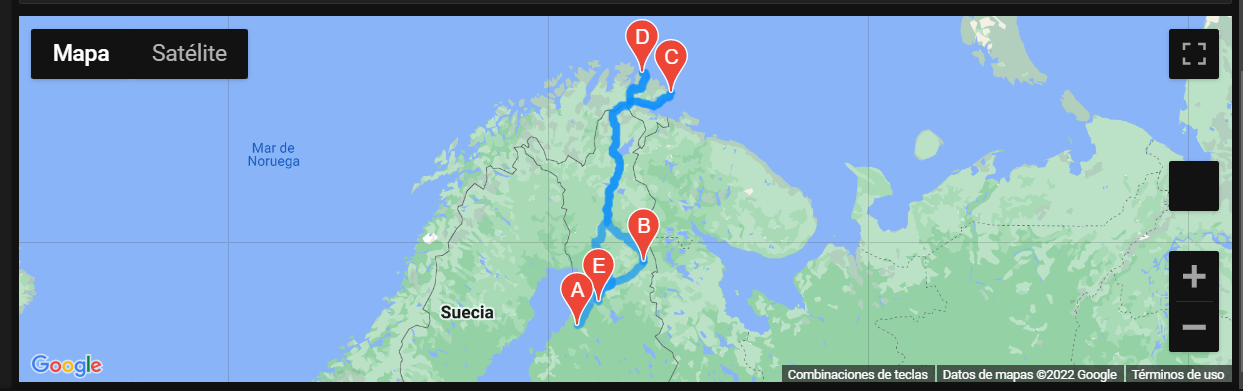 Mapa
Satélite
D
C
Mar de
Noruega
B
E
A
Suecia
Google
Combinaciones de teclas
Datos de mapas ©2022 Google
Términos de uso